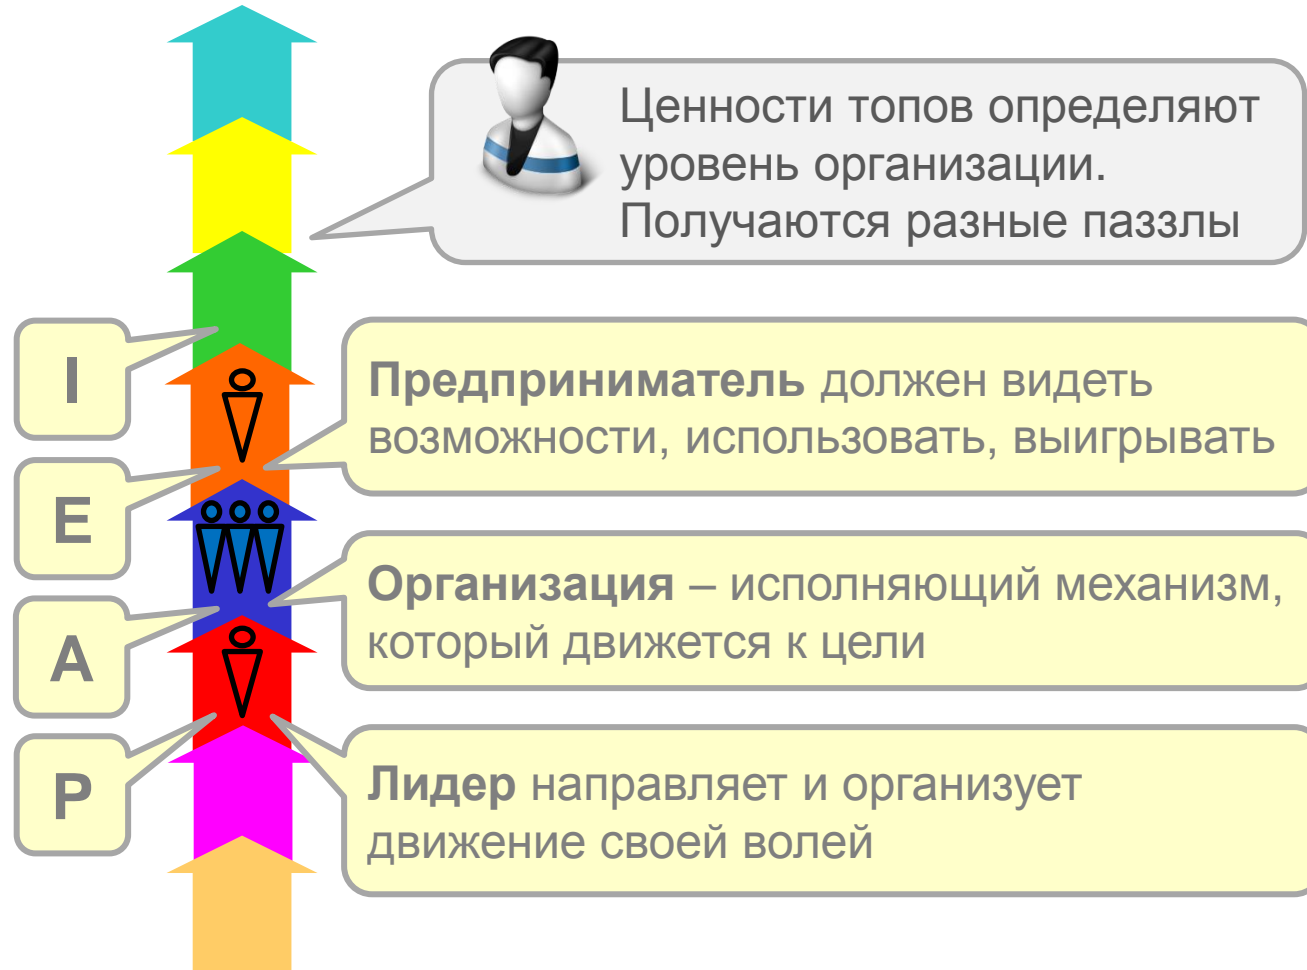 Ценности топов определяют
уровень организации.
Получаются разные паззлы
I
Предприниматель должен видеть
возможности, использовать, выигрывать
E
Организация – исполняющий механизм,
который движется к цели
A
P
Лидер направляет и организует
движение своей волей